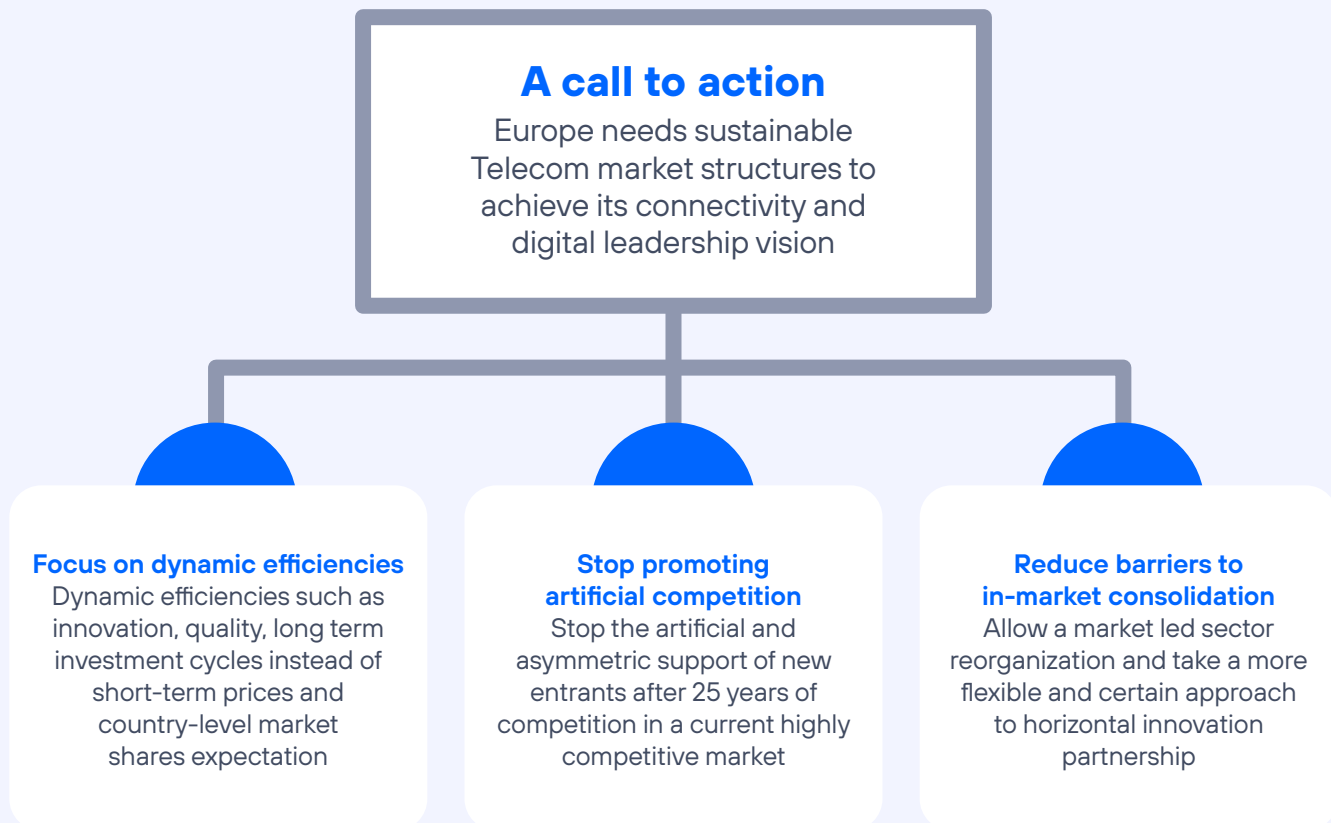 A call to action
Europe needs sustainable
Telecom market structures to
achieve its connectivity and
digital leadership vision
Focus on dynamic efficiencies
Dynamic efficiencies such as
innovation, quality, long term
investment cycles instead of
short-term prices and
country-level market
shares expectation
Stop promoting
artificial competition
Stop the artificial and
asymmetric support of new
entrants after 25 years of
competition in a current highly
competitive market
Reduce barriers to
in-market consolidation
Allow a market led sector
reorganization and take a more
flexible and certain approach
to horizontal innovation
partnership